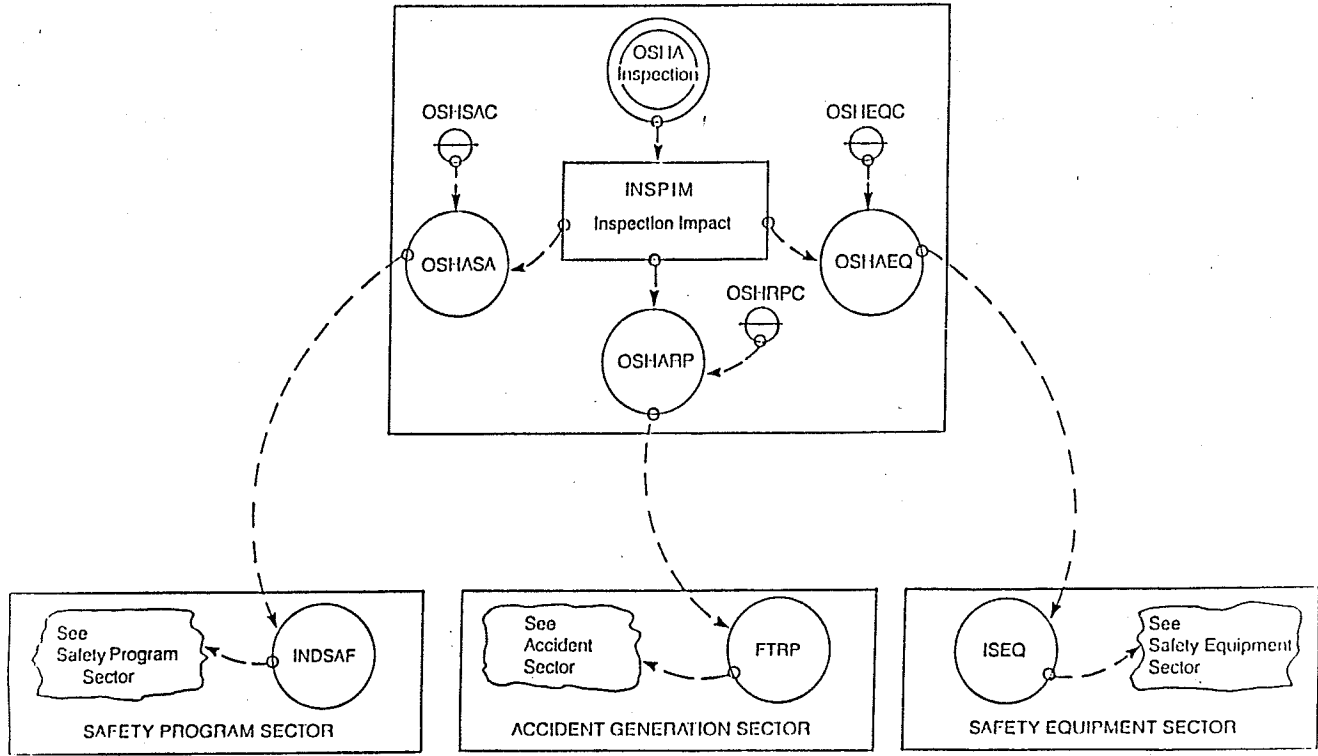 OSHA
Inspection
OSHSAC
OSHEQC
INSPIM
Inspection Impact
OSHASA
OSHAEQ
OSHRPC
OSHARP
See
Safety Program
Sector
INDSAF
SAFETY PROGRAM SECTOR
See
Accident
Sector
FTRP
ACCIDENT GENERATION SECTOR
ISEQ
See
Safety Equipment
Sector
SAFETY EQUIPMENT SECTOR